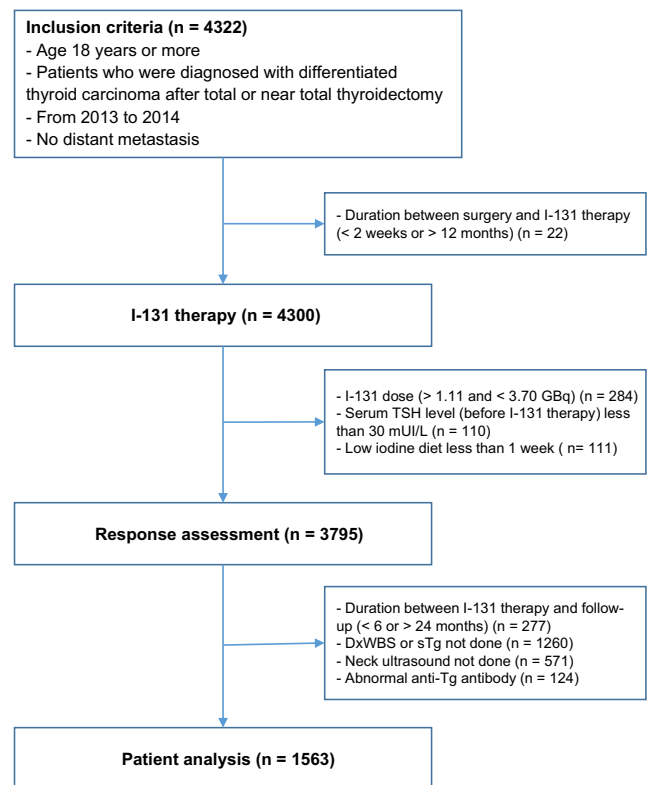 Inclusion criteria (n = 4322)
- Age 18 years or more
- Patients who were diagnosed with differentiated
thyroid carcinoma after total or near total thyroidectomy
- From 2013 to 2014
- No distant metastasis
- Duration between surgery and I-131 therapy
(< 2 weeks or > 12 months) (n = 22)
I-131 therapy (n = 4300)
- I-131 dose (> 1.11 and < 3.70 GBq) (n = 284)
- Serum TSH level (before I-131 therapy) less
than 30 mUI/L (n = 110)
- Low iodine diet less than 1 week ( n= 111)
Response assessment (n = 3795)
- Duration between I-131 therapy and follow-
up (< 6 or > 24 months) (n = 277)
- DxWBS or sTg not done (n = 1260)
- Neck ultrasound not done (n = 571)
- Abnormal anti-Tg antibody (n = 124)
Patient analysis (n = 1563)